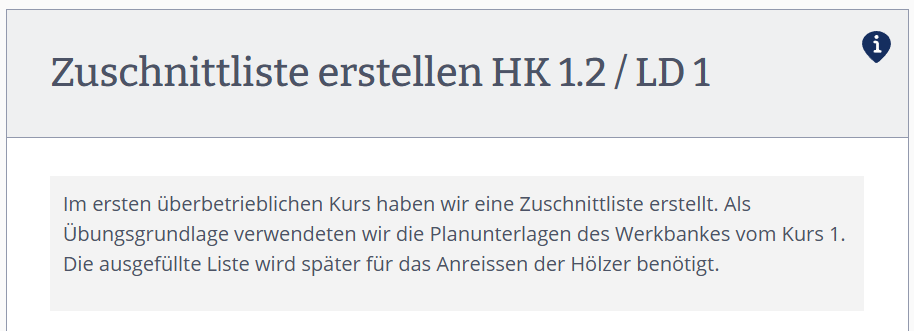 Zuschnittliste erstellen HK 1.2 / LD 1
Im ersten überbetrieblichen Kurs haben wir eine Zuschnittliste erstellt. Als
Übungsgrundlage verwendeten wir die Planunterlagen des Werkbankes vom Kurs 1.
Die ausgefüllte Liste wird später für das Anreissen der Hölzer benötigt.